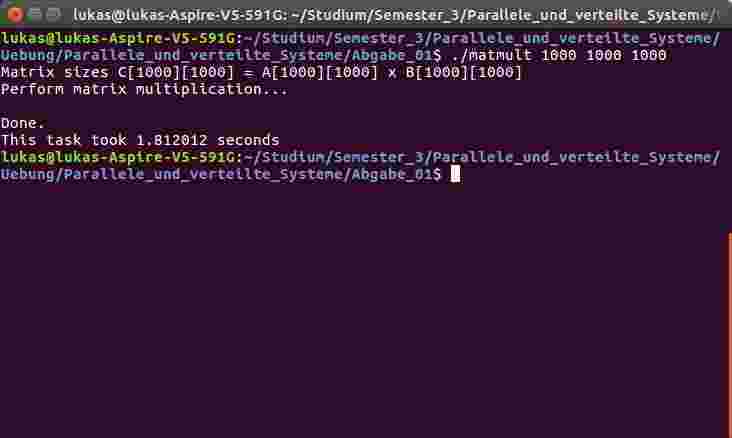 lukas@lukas-Aspire-V5-591G: ~/Studium/Semester_3/Parallele_und_verteilte_Systeme/
lukas@lukas-Aspire-V5-591G:~/Studium/Semester_3/Parallele_und_verteilte_Systeme/
Uebung/Parallele_und_verteilte_Systeme/Abgabe_01$ ./matmult 1000 1000 1000
Matrix sizes C[1000][1000] = A[1000][1000] x B[1000][1000]
Perform matrix multiplication...
Done.
This task took 1.812012 seconds
lukas@lukas-Aspire-V5-591G:~/Studium/Semester_3/Parallele_und_verteilte_Systeme/
Uebung/Parallele_und_verteilte_Systeme/Abgabe_01$